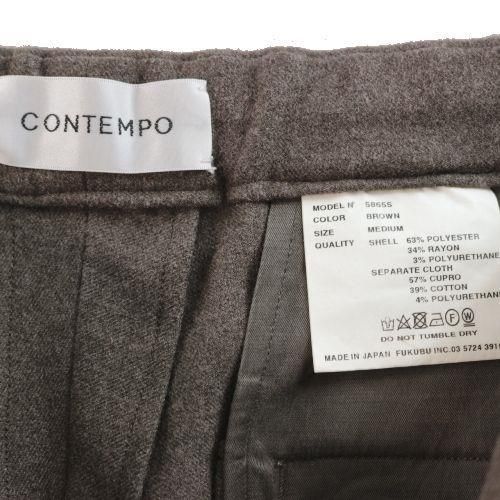 CONTEMPO
MODEL Nº 5865S
COLOR BROWN
SIZE MEDIUM
QUALITY SHELL 63% POLYESTER
34% RAYON
3% POLYURETHANE
SEPARATE CLOTH
57% CUPRO
39% COTTON
4% POLYURETHANE
DO NOT TUMBLE DRY
MADE IN JAPAN FUKUBU INC. 03 5724 391